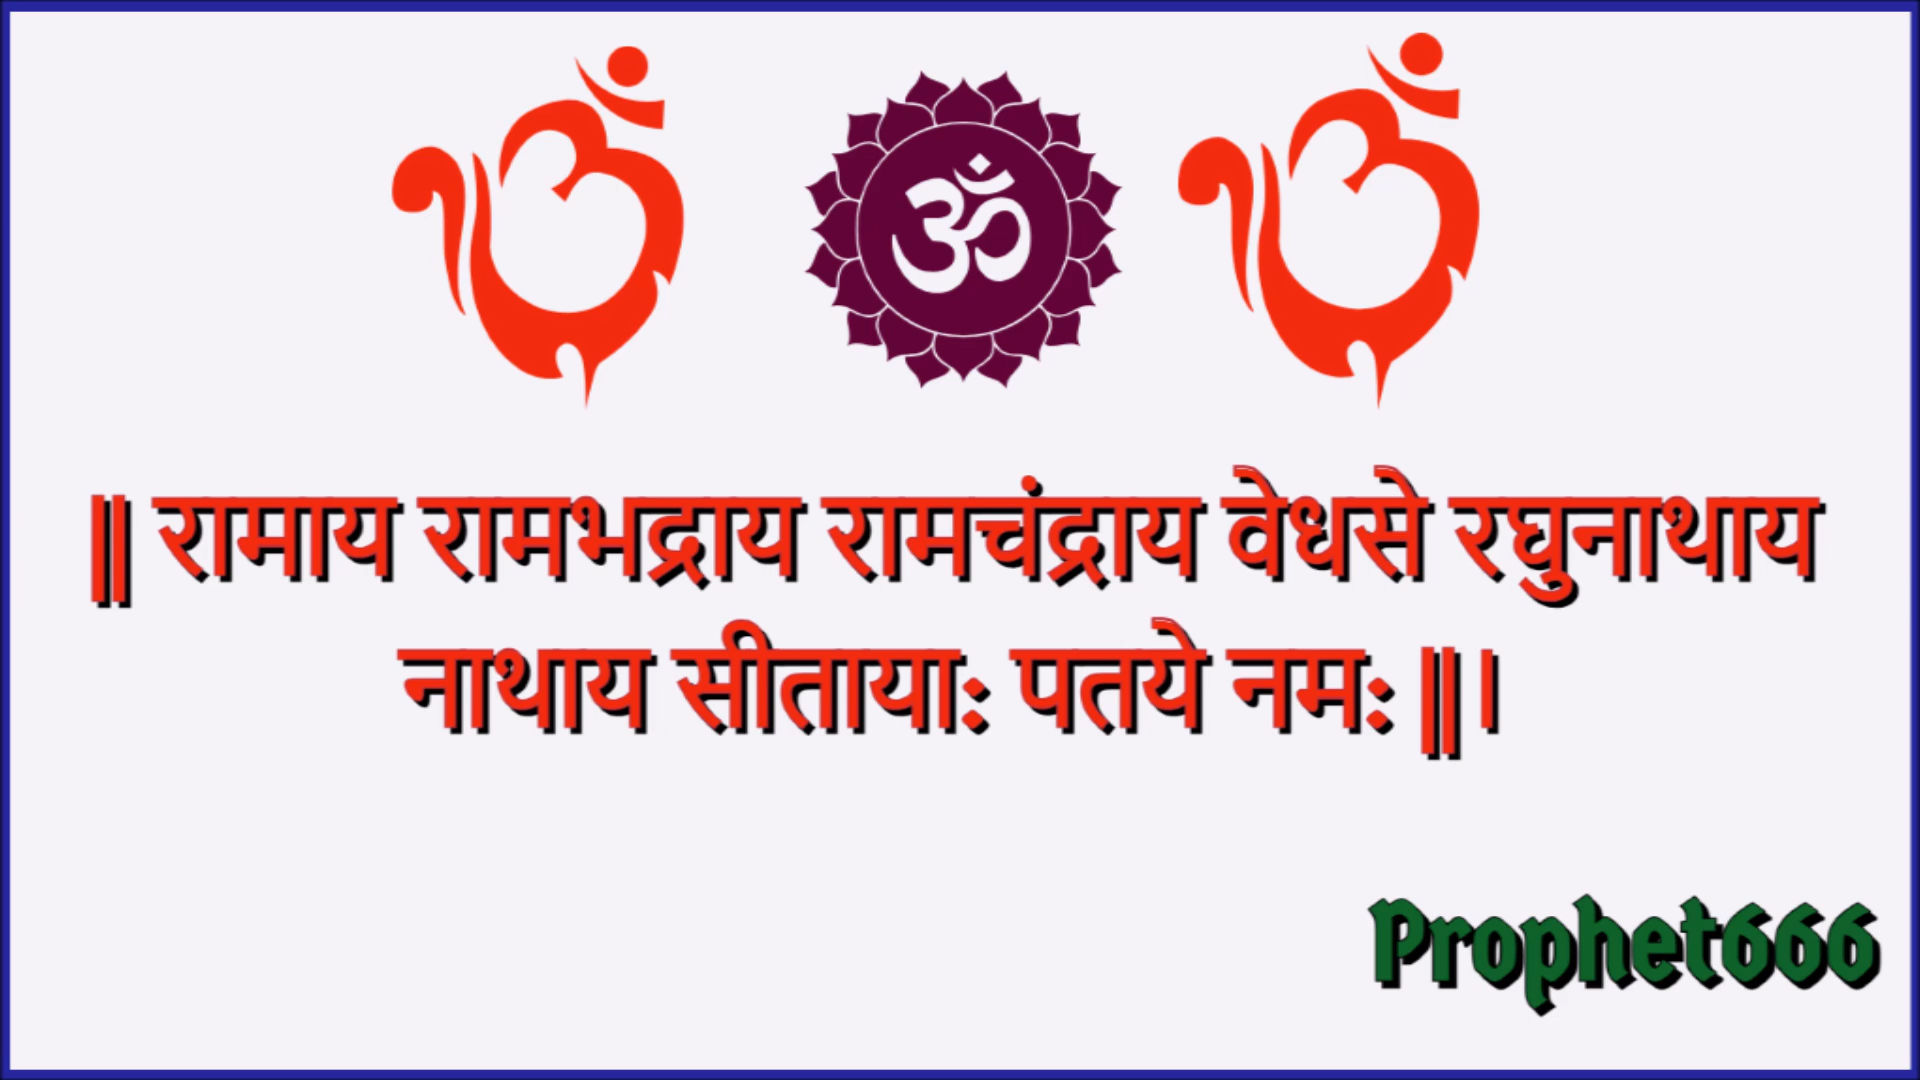 ॐ
|| रामाय रामभद्राय रामचंद्राय वेधसे रघुनाथाय
नाथाय सीतायाः पतये नमः ||।
Prophet666